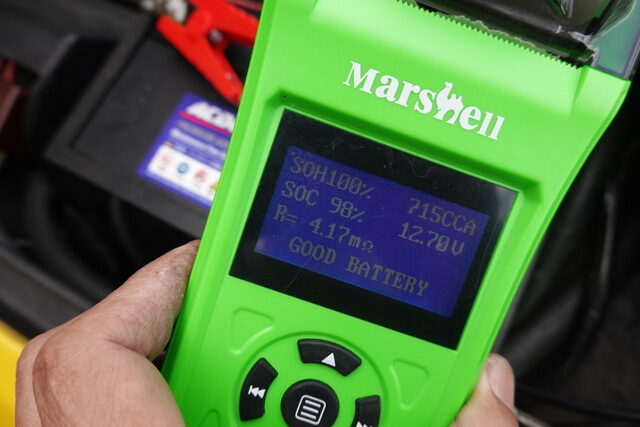 Marshell
SOH100% 715CCA
SOC 98% 12.70V
R= 4.17mΩ
GOOD BATTERY